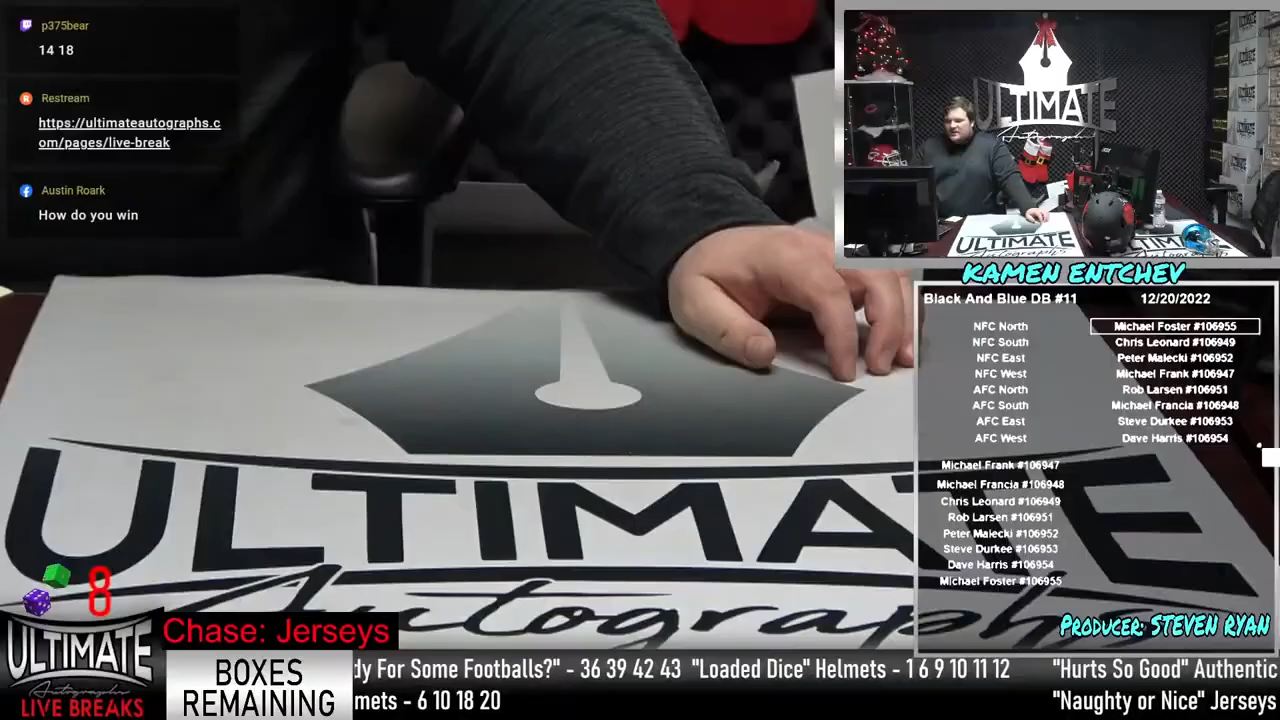 p375bear
14 18
Restream
https://ultimateautographs.c
om/pages/live-break
Austin Roark
How do you win
ULTIMATE
Autographs
ULTIMATE
Autographs
8
ULTIMATE
Autographs
LIVE BREAKS
Chase: Jerseys
BOXES
REMAINING
ULTIMATE
Autographs
ULTIMATE
KAMEN ENTCHEV
Black And Blue DB #11 12/20/2022
NFC North Michael Foster #106955
NFC South Chris Leonard #106949
NFC East Peter Malecki #106952
NFC West Michael Frank #106947
AFC North Rob Larsen #106951
AFC South Michael Francia #106948
AFC East Steve Durkee #106953
AFC West Dave Harris #106954
Michael Frank #106947
Michael Francia #106948
Chris Leonard #106949
Rob Larsen #106951
Peter Malecki #106952
Steve Durkee #106953
Dave Harris #106954
Michael Foster #106955
PRODUCER: STEVEN RYAN
dy For Some Footballs?" - 36 39 42 43 "Loaded Dice" Helmets - 1 6 9 10 11 12 "Hurts So Good" Authentic
mets - 6 10 18 20 "Naughty or Nice" Jerseys